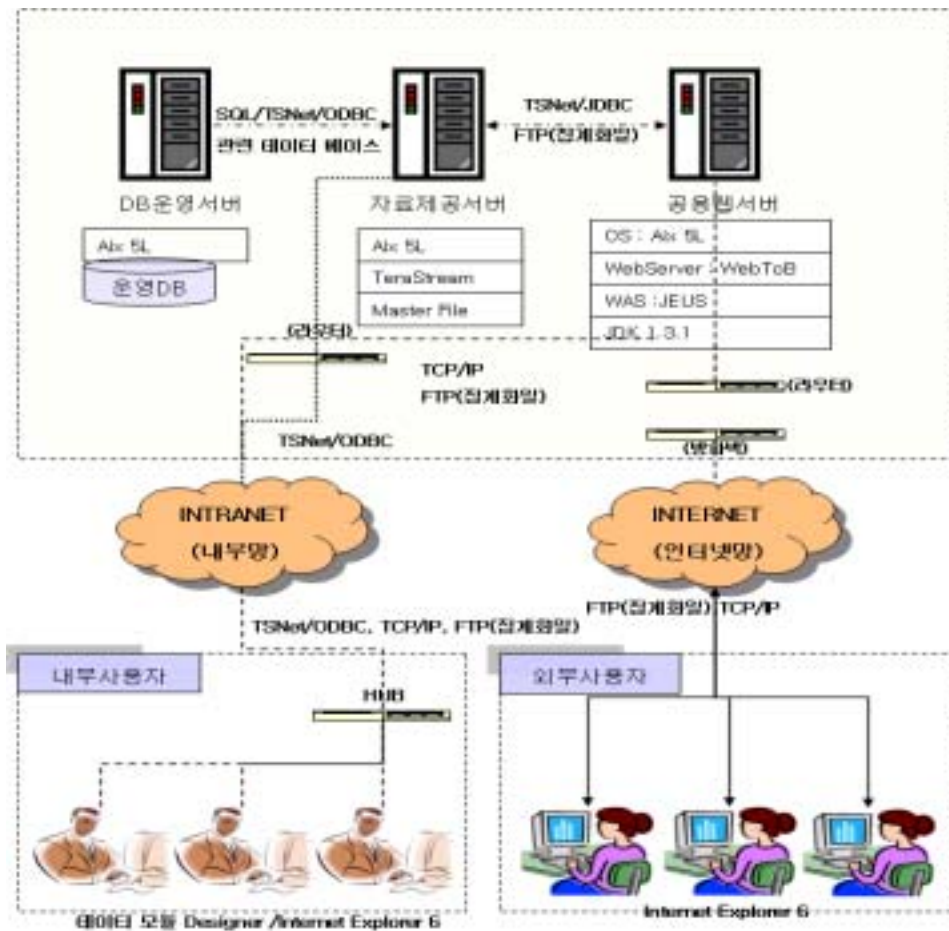 SQL/TSNet/ODBC
관련 데이터 베이스
TSNet/JDBC
FTP(집계화일)
DB운영서버
자료제공서버
공용웹서버
Aix 5L
운영DB
Aix 5L
TeraStream
Master File
OS : Aix 5L
WebServer : WebToB
WAS :JEUS
JDK 1.3.1
(라우터)
TCP/IP
FTP(집계화일)
(라우터)
(방화벽)
TSNet/ODBC
INTRANET
(내부망)
INTERNET
(인터넷망)
FTP(집계화일) TCP/IP
TSNet/ODBC, TCP/IP, FTP(집계화일)
내부사용자
외부사용자
HUB
데이터 모듈 Designer /Internet Explorer 6
Internet Explorer 6